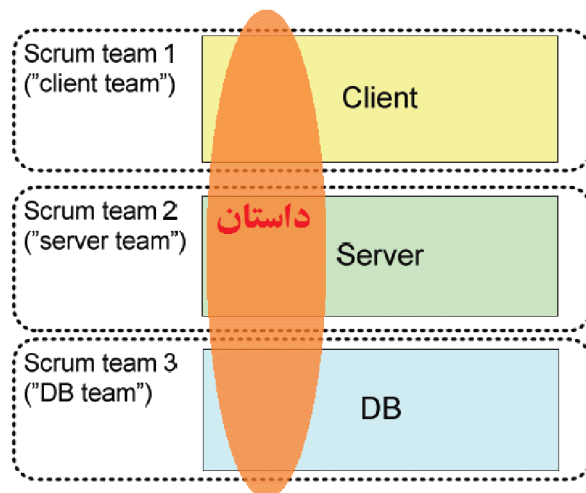 Scrum team 1
("client team")
Client
Scrum team 2
("server team")
داستان
Server
Scrum team 3
("DB team")
DB